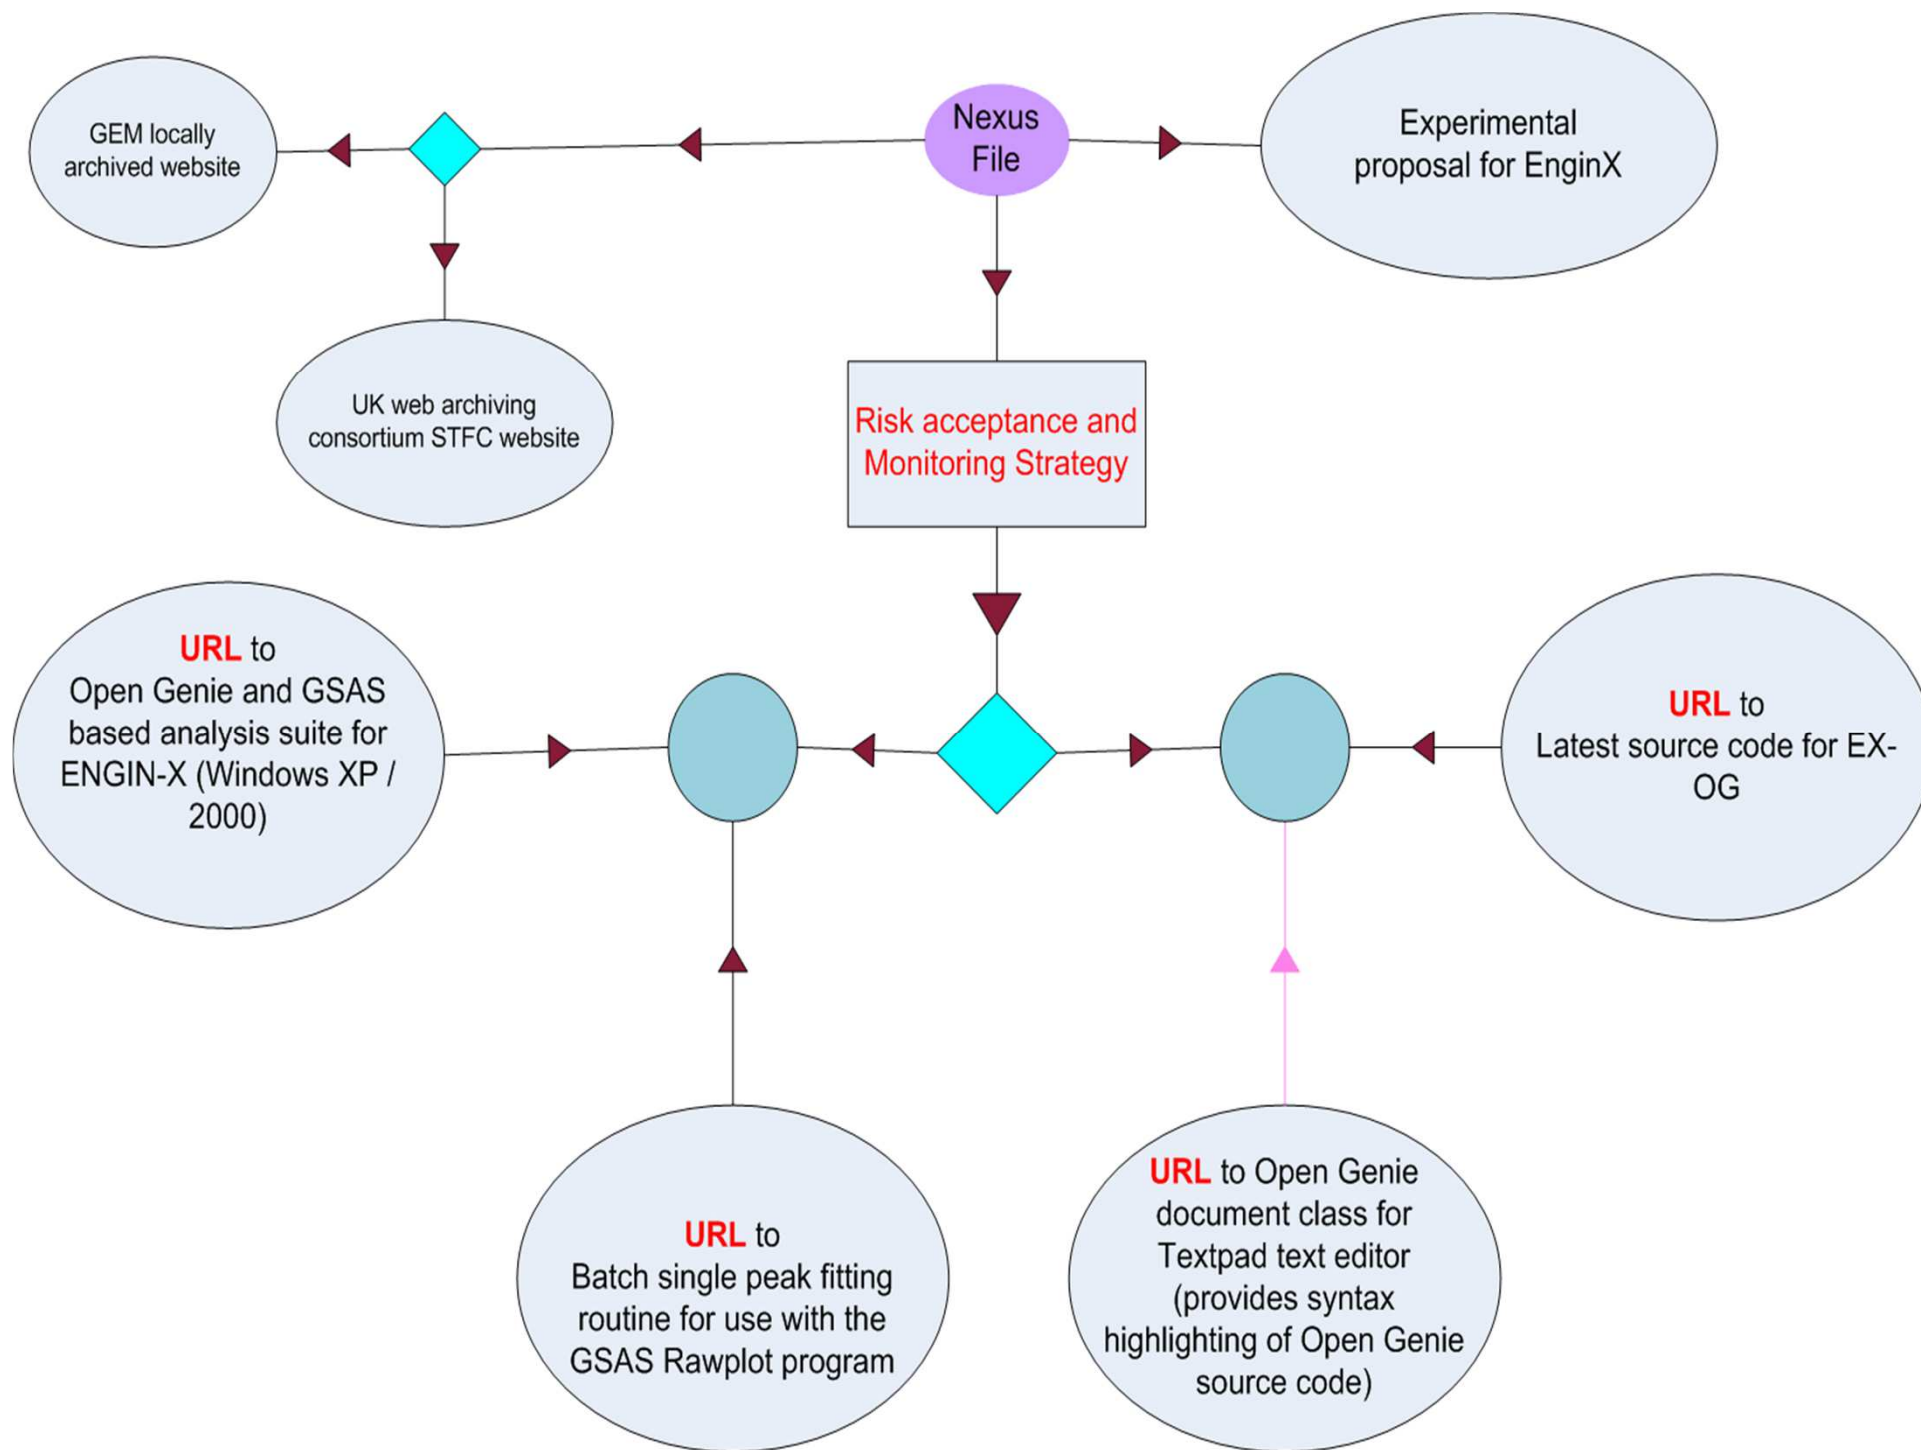 GEM locally
archived website
Nexus
File
Experimental
proposal for EnginX
UK web archiving
consortium STFC website
Risk acceptance and
Monitoring Strategy
URL to
Open Genie and GSAS
based analysis suite for
ENGIN-X (Windows XP /
2000)
URL to
Latest source code for EX-
OG
URL to
Batch single peak fitting
routine for use with the
GSAS Rawplot program
URL to Open Genie
document class for
Textpad text editor
(provides syntax
highlighting of Open Genie
source code)